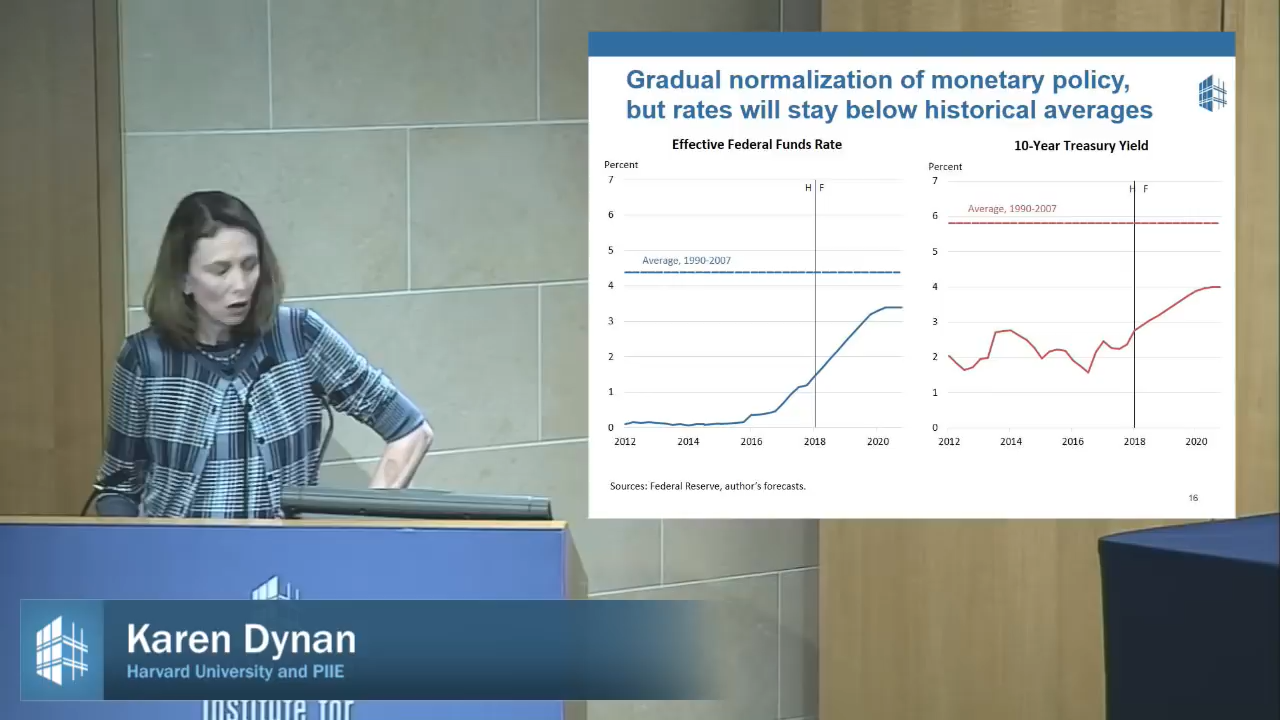 Gradual normalization of monetary policy,
but rates will stay below historical averages
Effective Federal Funds Rate
Percent
7
6
5
4
3
2
1
0
H F
Average, 1990-2007
2012 2014 2016 2018 2020
10-Year Treasury Yield
Percent
7
6
5
4
3
2
1
0
H F
Average, 1990-2007
2012 2014 2016 2018 2020
Sources: Federal Reserve, author's forecasts.
16
Karen Dynan
Harvard University and PIIE
Institute for